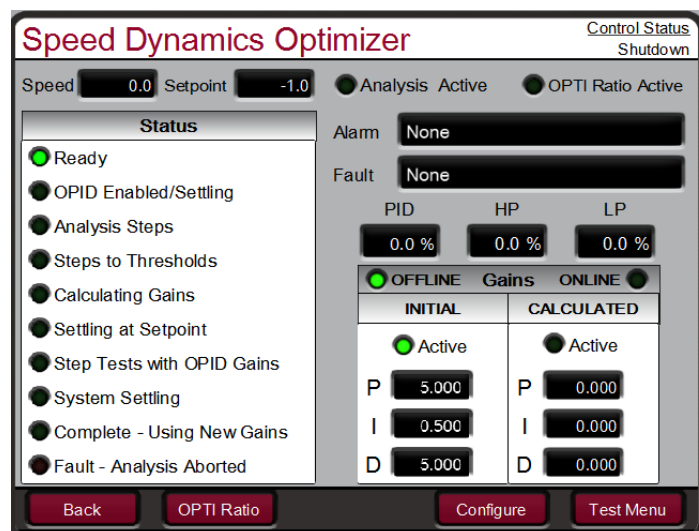 Speed Dynamics Optimizer
Control Status
Shutdown
Speed 0.0 Setpoint -1.0 Analysis Active OPTI Ratio Active
Status
Ready
OPID Enabled/Settling
Analysis Steps
Steps to Thresholds
Calculating Gains
Settling at Setpoint
Step Tests with OPID Gains
System Settling
Complete - Using New Gains
Fault - Analysis Aborted
Alarm None
Fault None
PID HP LP
0.0 % 0.0 % 0.0 %
OFFLINE Gains ONLINE
INITIAL CALCULATED
Active Active
P 5.000 P 0.000
I 0.500 I 0.000
D 5.000 D 0.000
Back OPTI Ratio Configure Test Menu